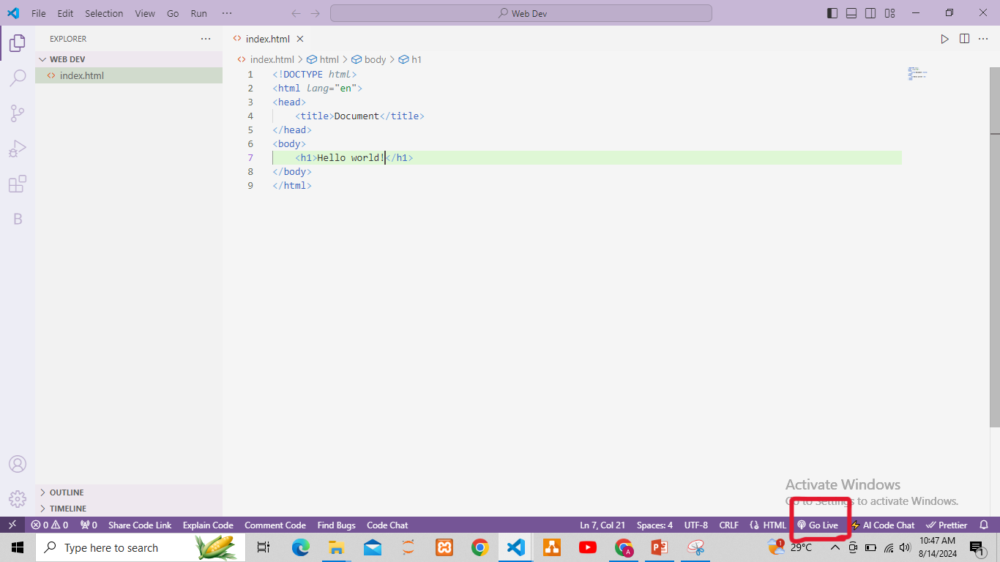 File Edit Selection View Go Run ··· Web Dev
EXPLORER ···
WEB DEV
index.html
OUTLINE
TIMELINE
index.html
index.html > html > body > h1
1 <!DOCTYPE html>
2 <html lang="en">
3 <head>
4 <title>Document</title>
5 </head>
6 <body>
7 <h1>Hello world!</h1>
8 </body>
9 </html>
B
Activate Windows
Go to Settings to activate Windows.
0 0 0 Share Code Link Explain Code Comment Code Find Bugs Code Chat Ln 7, Col 21 Spaces: 4 UTF-8 CRLF {} HTML Go Live AI Code Chat Prettier
Type here to search 1 29°C 10:47 AM
8/14/2024 1